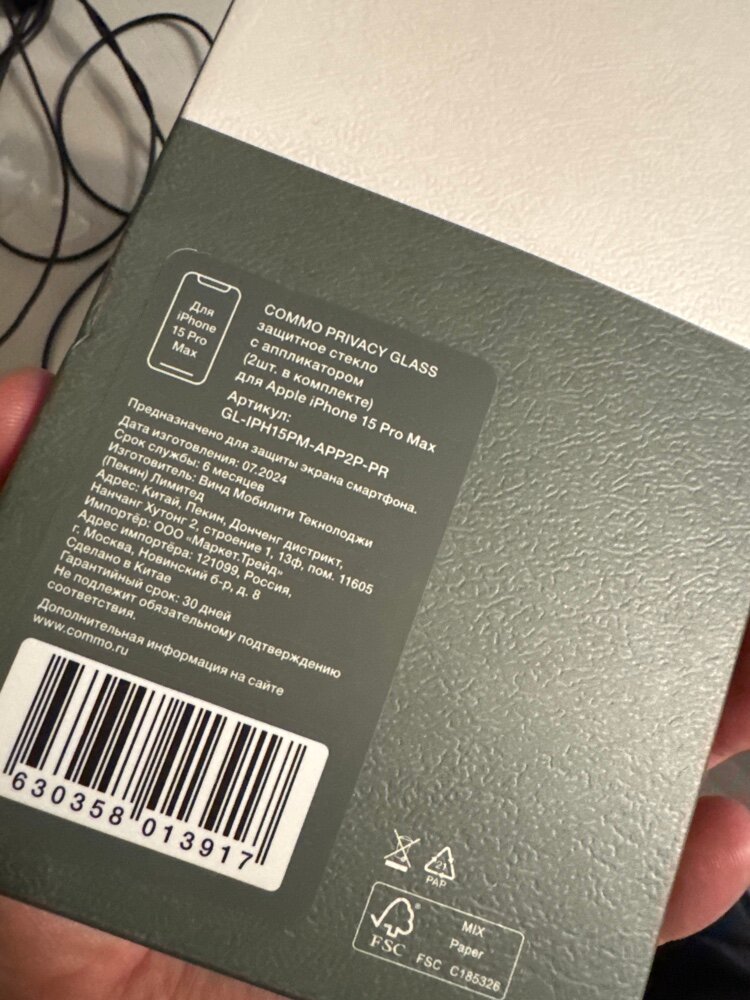 Для
iPhone
15 Pro
Max
COMMO PRIVACY GLASS
защитное стекло
с аппликатором
(2шт. в комплекте)
для Apple iPhone 15 Pro Max
Артикул:
GL-IPH15PM-APP2P-PR
Предназначено для защиты экрана смартфона.
Дата изготовления: 07.2024
Срок службы: 6 месяцев
Изготовитель: Винд Мобилити Текнолоджи
(Пекин) Лимитед
Адрес: Китай, Пекин, Донченг дистрикт,
Нанчанг Хутонг 2, строение 1, 13ф, пом. 11605
Импортёр: ООО «Маркет.Трейд»
Адрес импортёра: 121099, Россия,
г. Москва, Новинский б-р, д. 8
Сделано в Китае
Гарантийный срок: 30 дней
Не подлежит обязательному подтверждению
соответствия.
Дополнительная информация на сайте
www.commo.ru
630358 013917
21
PAP
FSC
MIX
Paper
FSC C185326